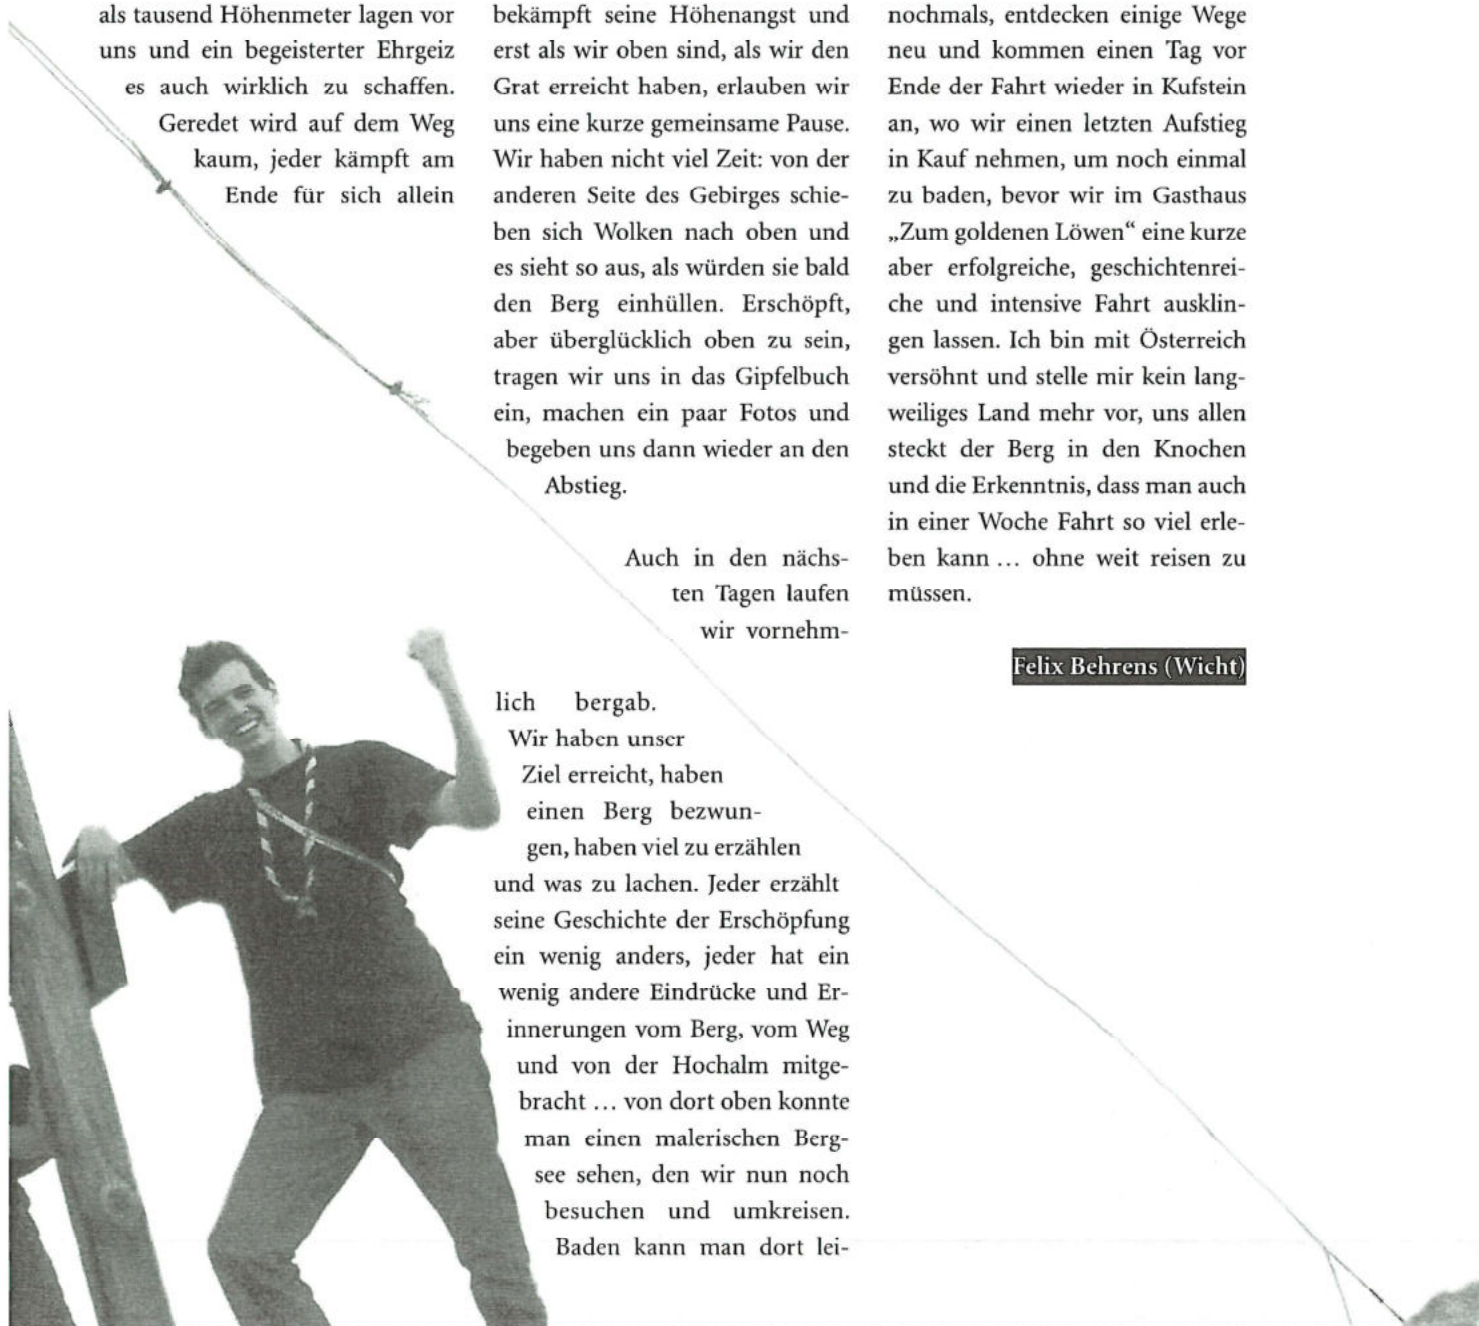 als tausend Höhenmeter lagen vor
uns und ein begeisterter Ehrgeiz
es auch wirklich zu schaffen.
Geredet wird auf dem Weg
kaum, jeder kämpft am
Ende für sich allein
bekämpft seine Höhenangst und
erst als wir oben sind, als wir den
Grat erreicht haben, erlauben wir
uns eine kurze gemeinsame Pause.
Wir haben nicht viel Zeit: von der
anderen Seite des Gebirges schie-
ben sich Wolken nach oben und
es sieht so aus, als würden sie bald
den Berg einhüllen. Erschöpft,
aber überglücklich oben zu sein,
tragen wir uns in das Gipfelbuch
ein, machen ein paar Fotos und
begeben uns dann wieder an den
Abstieg.
Auch in den nächs-
ten Tagen laufen
wir vornehm-
lich bergab.
Wir haben unser
Ziel erreicht, haben
einen Berg bezwun-
gen, haben viel zu erzählen
und was zu lachen. Jeder erzählt
seine Geschichte der Erschöpfung
ein wenig anders, jeder hat ein
wenig andere Eindrücke und Er-
innerungen vom Berg, vom Weg
und von der Hochalm mitge-
bracht … von dort oben konnte
man einen malerischen Berg-
see sehen, den wir nun noch
besuchen und umkreisen.
Baden kann man dort lei-
nochmals, entdecken einige Wege
neu und kommen einen Tag vor
Ende der Fahrt wieder in Kufstein
an, wo wir einen letzten Aufstieg
in Kauf nehmen, um noch einmal
zu baden, bevor wir im Gasthaus
„Zum goldenen Löwen“ eine kurze
aber erfolgreiche, geschichtenrei-
che und intensive Fahrt ausklin-
gen lassen. Ich bin mit Österreich
versöhnt und stelle mir kein lang-
weiliges Land mehr vor, uns allen
steckt der Berg in den Knochen
und die Erkenntnis, dass man auch
in einer Woche Fahrt so viel erle-
ben kann … ohne weit reisen zu
müssen.
Felix Behrens (Wicht)